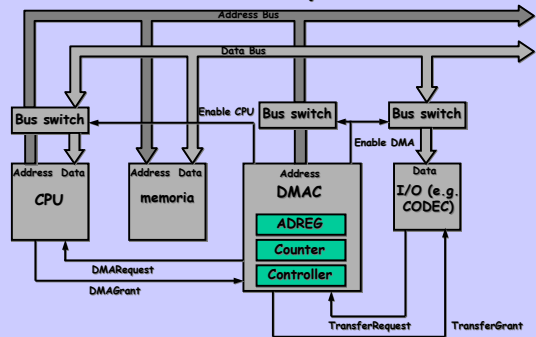 Address Bus
Data Bus
Bus switch
Enable CPU
Bus switch
Bus switch
Enable DMA
Address Data
CPU
memoria
Address Data
Address
DMAC
ADREG
Counter
Controller
Data
I/O (e.g.
CODEC)
DMARequest
DMAGrant
TransferRequest
TransferGrant